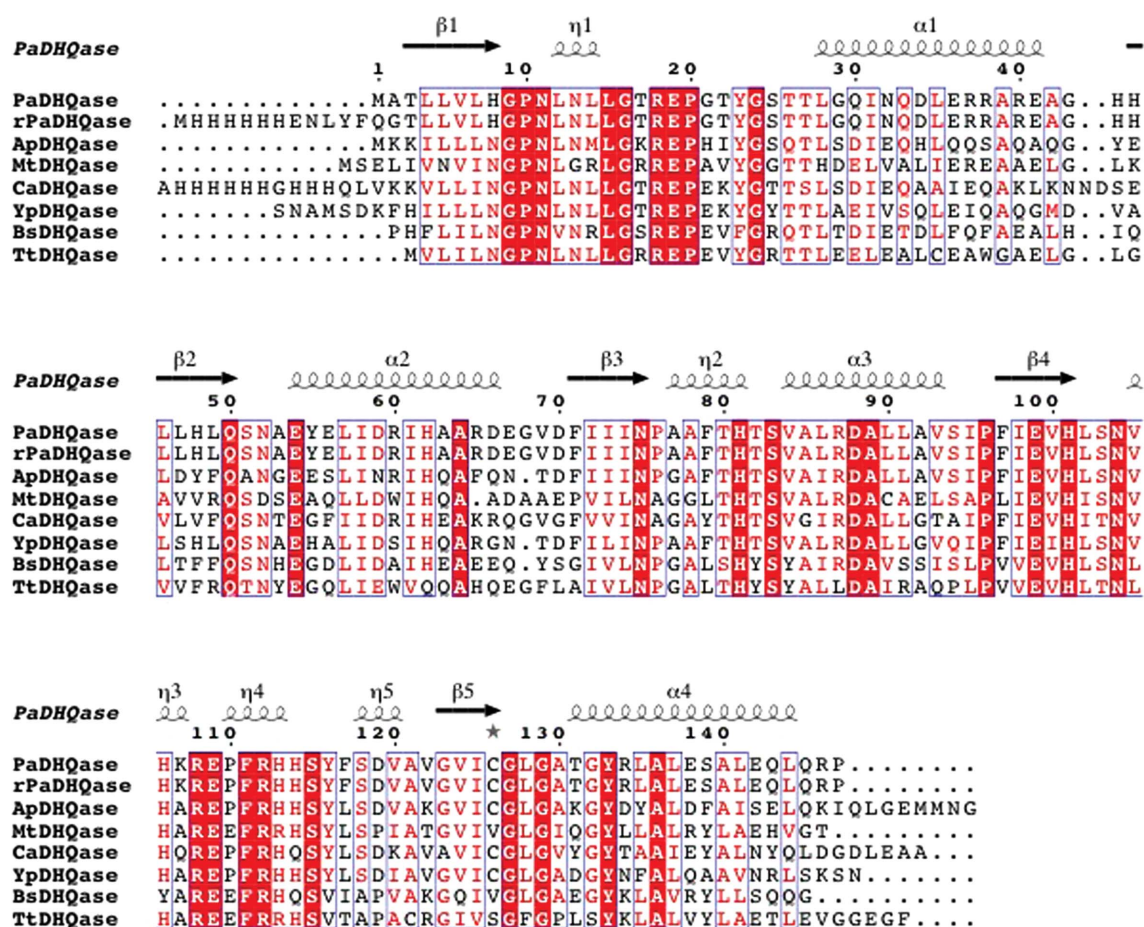 β1 η1 α1
PaDHQase
1 10 20 30 40
PaDHQase .............MATLLVLHGPNLNLLGTREPGTYGSTTLGQINQDLERRAREAG..HH
rPaDHQase .MHHHHHHENLYFQGTLLVLHGPNLNLLGTREPGTYGSTTLGQINQDLERRAREAG..HH
ApDHQase ..............MKKILLLNGPNLNMLGKREPHIYGSQTLSDIEQHLQQSAQAQG..YE
MtDHQase ...........MSELIVNVINGPNLGRLGRREPAVYGGTTHDELVALIEREAAELG..LK
CaDHQase AHHHHHHGHHHQLVKKVLLINGPNLNLLGTREPEKYGTTSLSDIEQAAIEQAKLKNNDSE
YpDHQase .......SNAMSDKFHILLLNGPNLNLLGTREPEKYGYTTLAEIVSQLEIQAQGMD..VA
BsDHQase ..............PHFLILNGPNVNRLGSREPEVFGRQTLTDIETDLFQFAEALH..IQ
TtDHQase ...............MVLILNGPNLNLLGRREPEVYGRTTLEELEALCEAWGAELG..LG
β2 α2 β3 η2 α3 β4
PaDHQase
50 60 70 80 90 100
PaDHQase LLHLQSNAEYELIDRIHAARDEGVDFIIINPAAFTHTSVALRDALLAVSIPFIEVHLSNV
rPaDHQase LLHLQSNAEYELIDRIHAARDEGVDFIIINPAAFTHTSVALRDALLAVSIPFIEVHLSNV
ApDHQase LDYFQANGEESLINRIHQAFQN.TDFIIINPGAFTHTSVAIRDALLAVSIPFIEVHLSNV
MtDHQase AVVRQSDSEAQLLDWIHQA.ADAAEPVILNAGGLTHTSVALRDACAELSAPLIEVHISNV
CaDHQase VLVFQSNTEGFIIDRIHEAKRQGVGFVVINAGAYTHTSVGIRDALLGTAIPFIEVHITNV
YpDHQase LSHLQSNAEHALIDSIHQARGN.TDFILINPAAFTHTSVALRDALLGVQIPFIEIHLSNV
BsDHQase LTFFQSNHEGDLIDAIHEAEEQ.YSGIVLNPGALSHYSYAIRDAVSSISLPVVEVHLSNL
TtDHQase VVFRQTNYEGQLIEWVQQAHQEGFLAIVLNPGALTHYSYALLDAIRAQPLPVVEVHLTNL
η3 η4 η5 β5 α4
PaDHQase
110 120 ★ 130 140
PaDHQase HKREPFRHHSYFSDVAVGVICGLGATGYRLALESALEQLQRP........
rPaDHQase HKREPFRHHSYFSDVAVGVICGLGATGYRLALESALEQLQRP........
ApDHQase HAREPFRHHSYLSDVAKGVICGLGAKGYDYALDFAISELQKIQLGEMMNG
MtDHQase HAREEFRRHSYLSPIATGVIVGLGIQGYLLALRYLAEHVGT.........
CaDHQase HQREPFRHQSYLSDKAVAVICGLGVYGYTAAIEYALNYQLDGDLEAA...
YpDHQase HAREPFRHHSYLSDIAVGVICGLGADGYNFALQAAVNRLSKSN.......
BsDHQase YAREEFRHQSVIAPVAKGQIVGLGAEGYKLAVRYLLSQQG..........
TtDHQase HAREEFRRHSVTAPACRGIVSGFGPLSYKLALVYLAETLEVGGEGF....